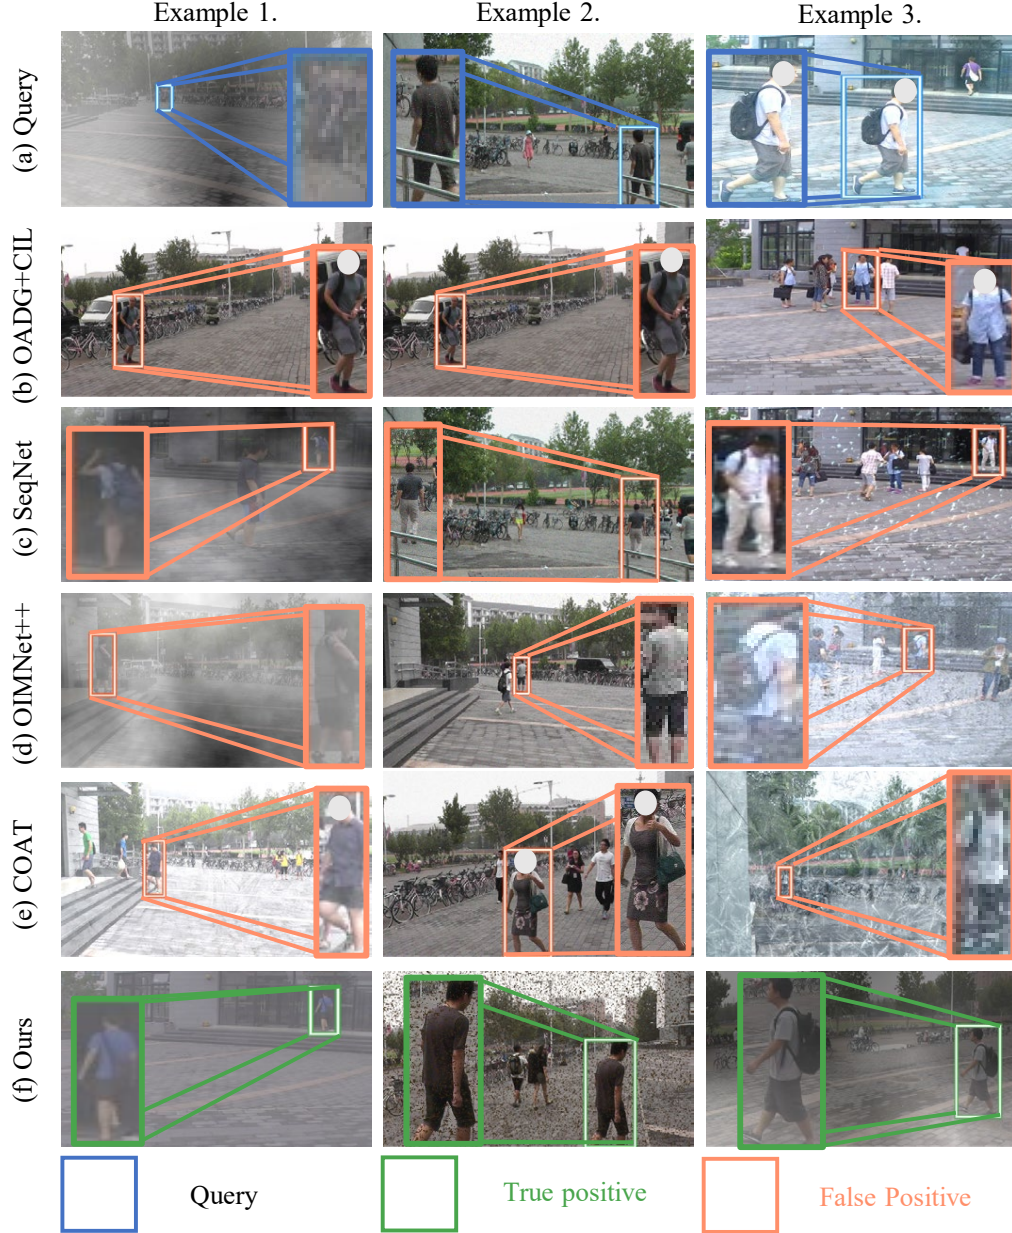 Example 1.
Example 2.
Example 3.
(a) Query
(b) OADG+CIL
(c) SeqNet
(d) OIMNet++
(e) COAT
(f) Ours
Query
True positive
False Positive